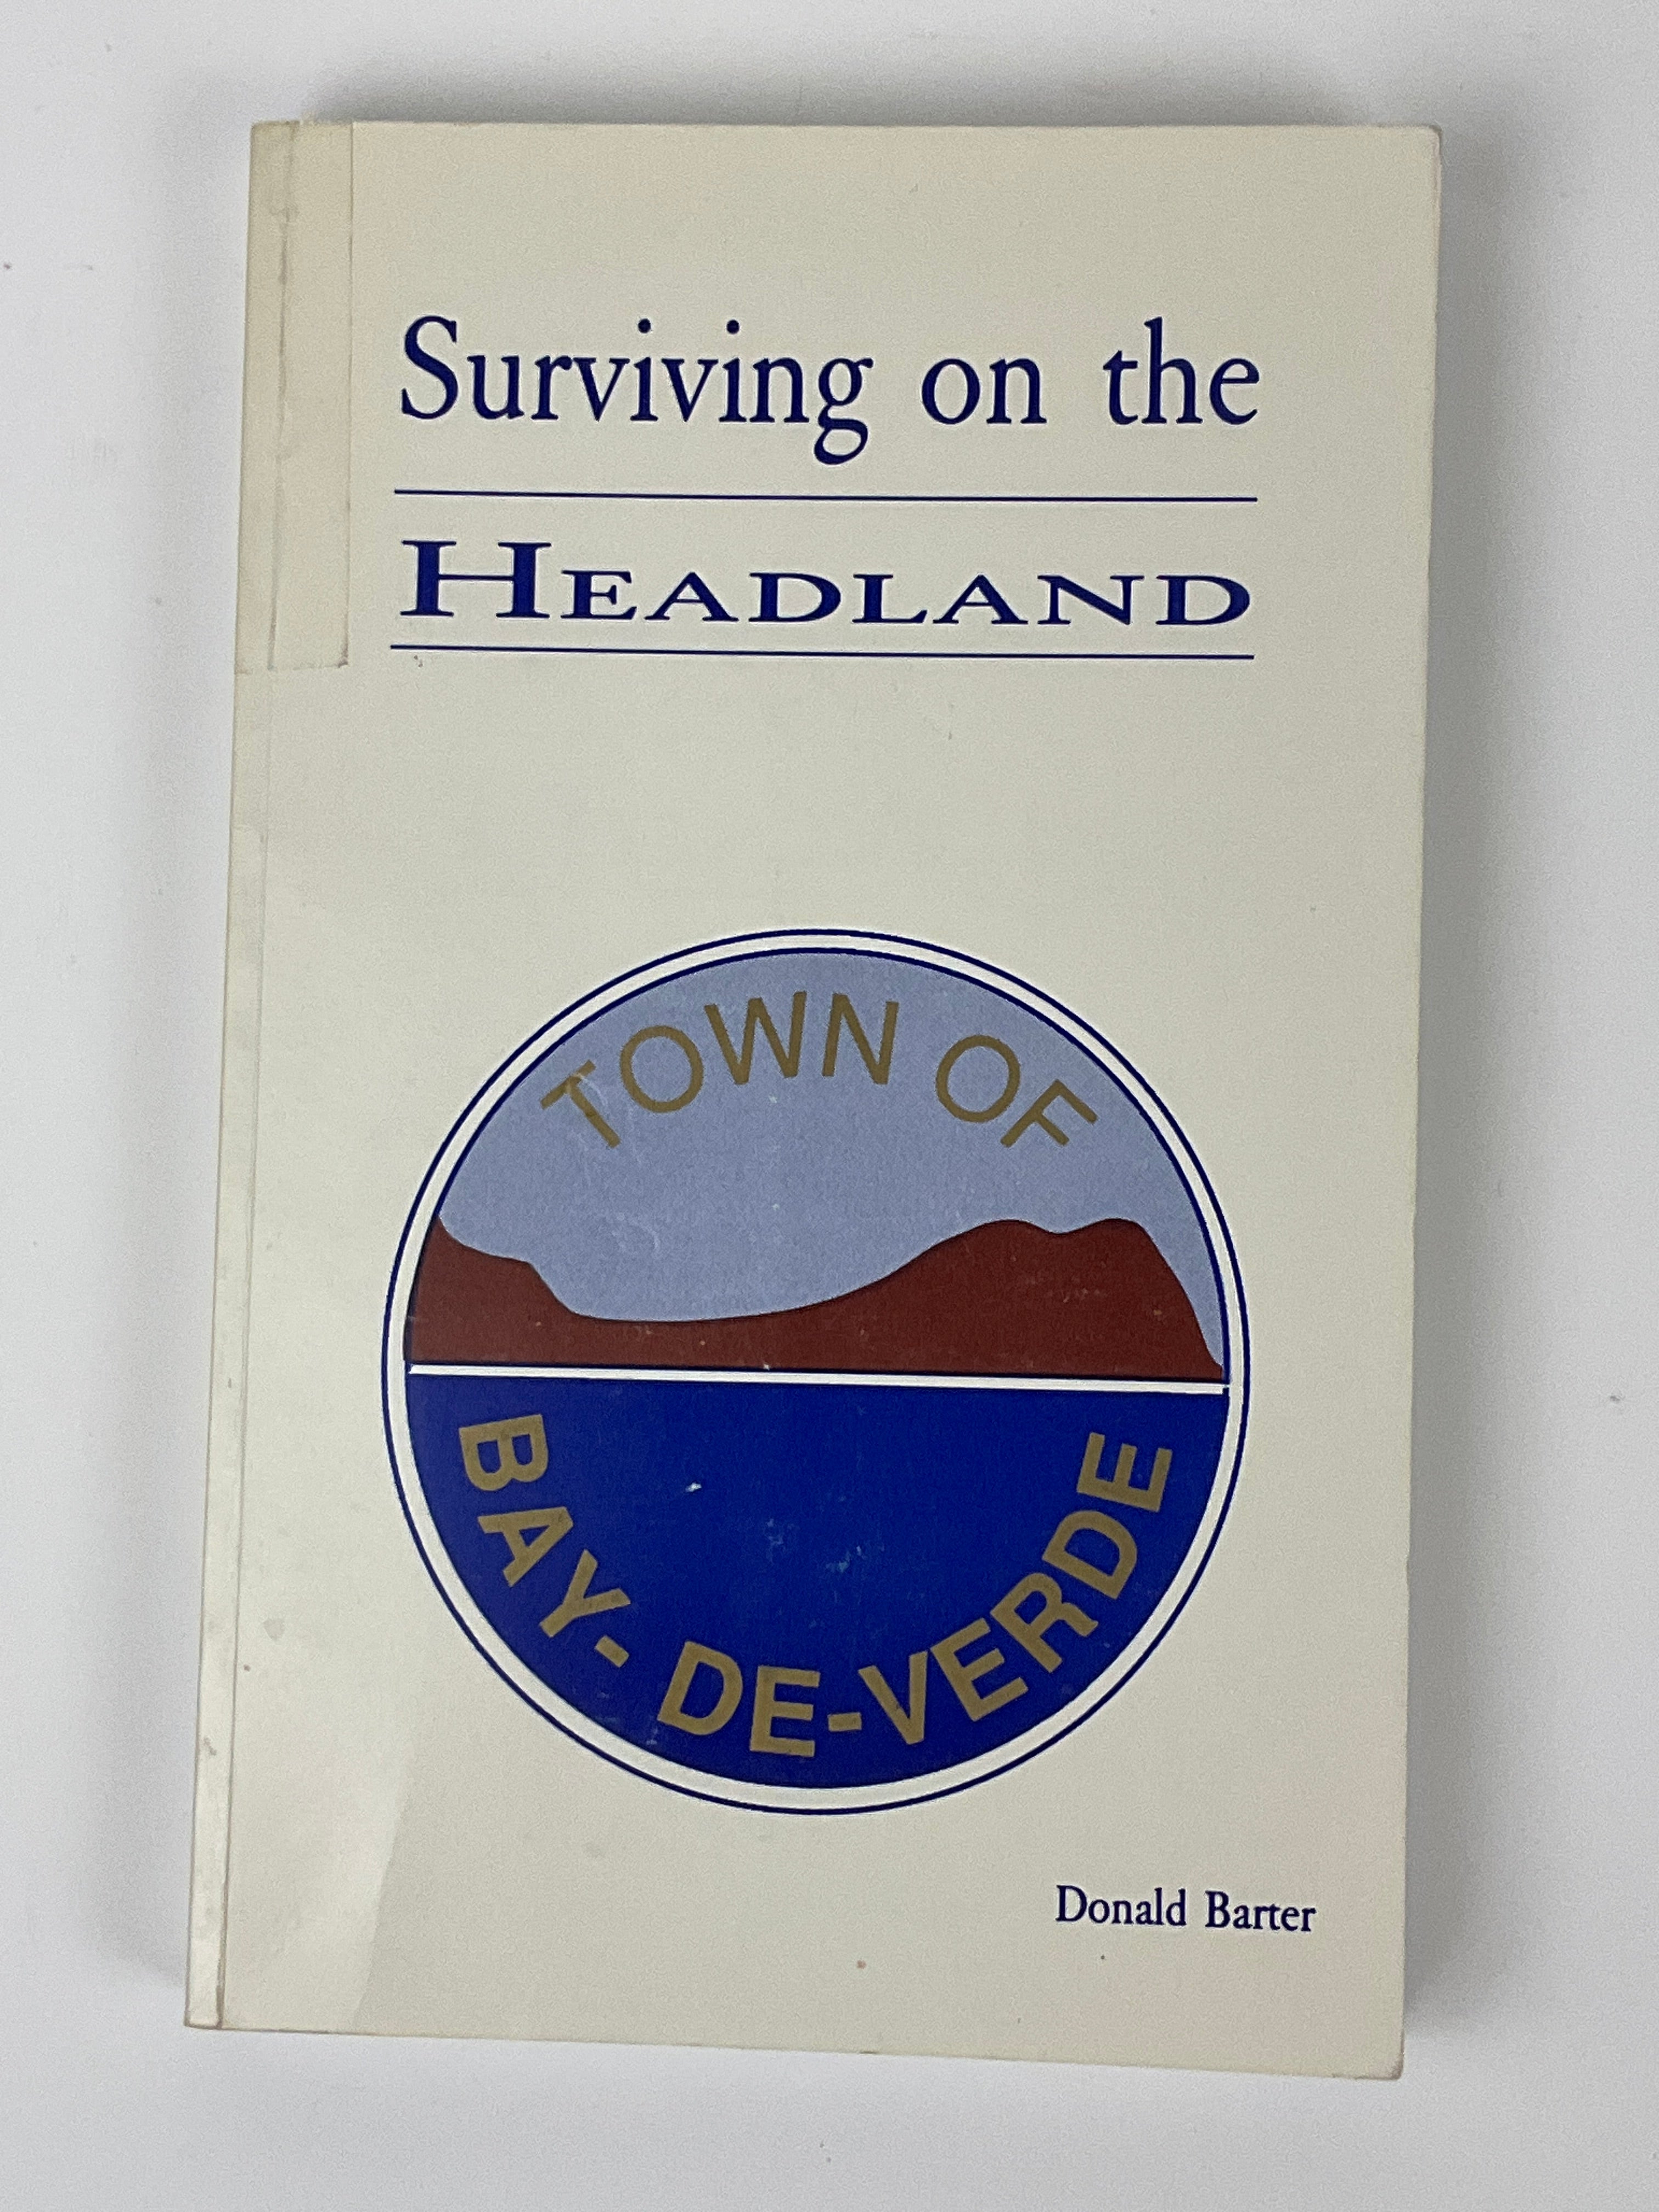 Surviving on the
HEADLAND
TOWN OF
BAY-DE-VERDE
Donald Barter